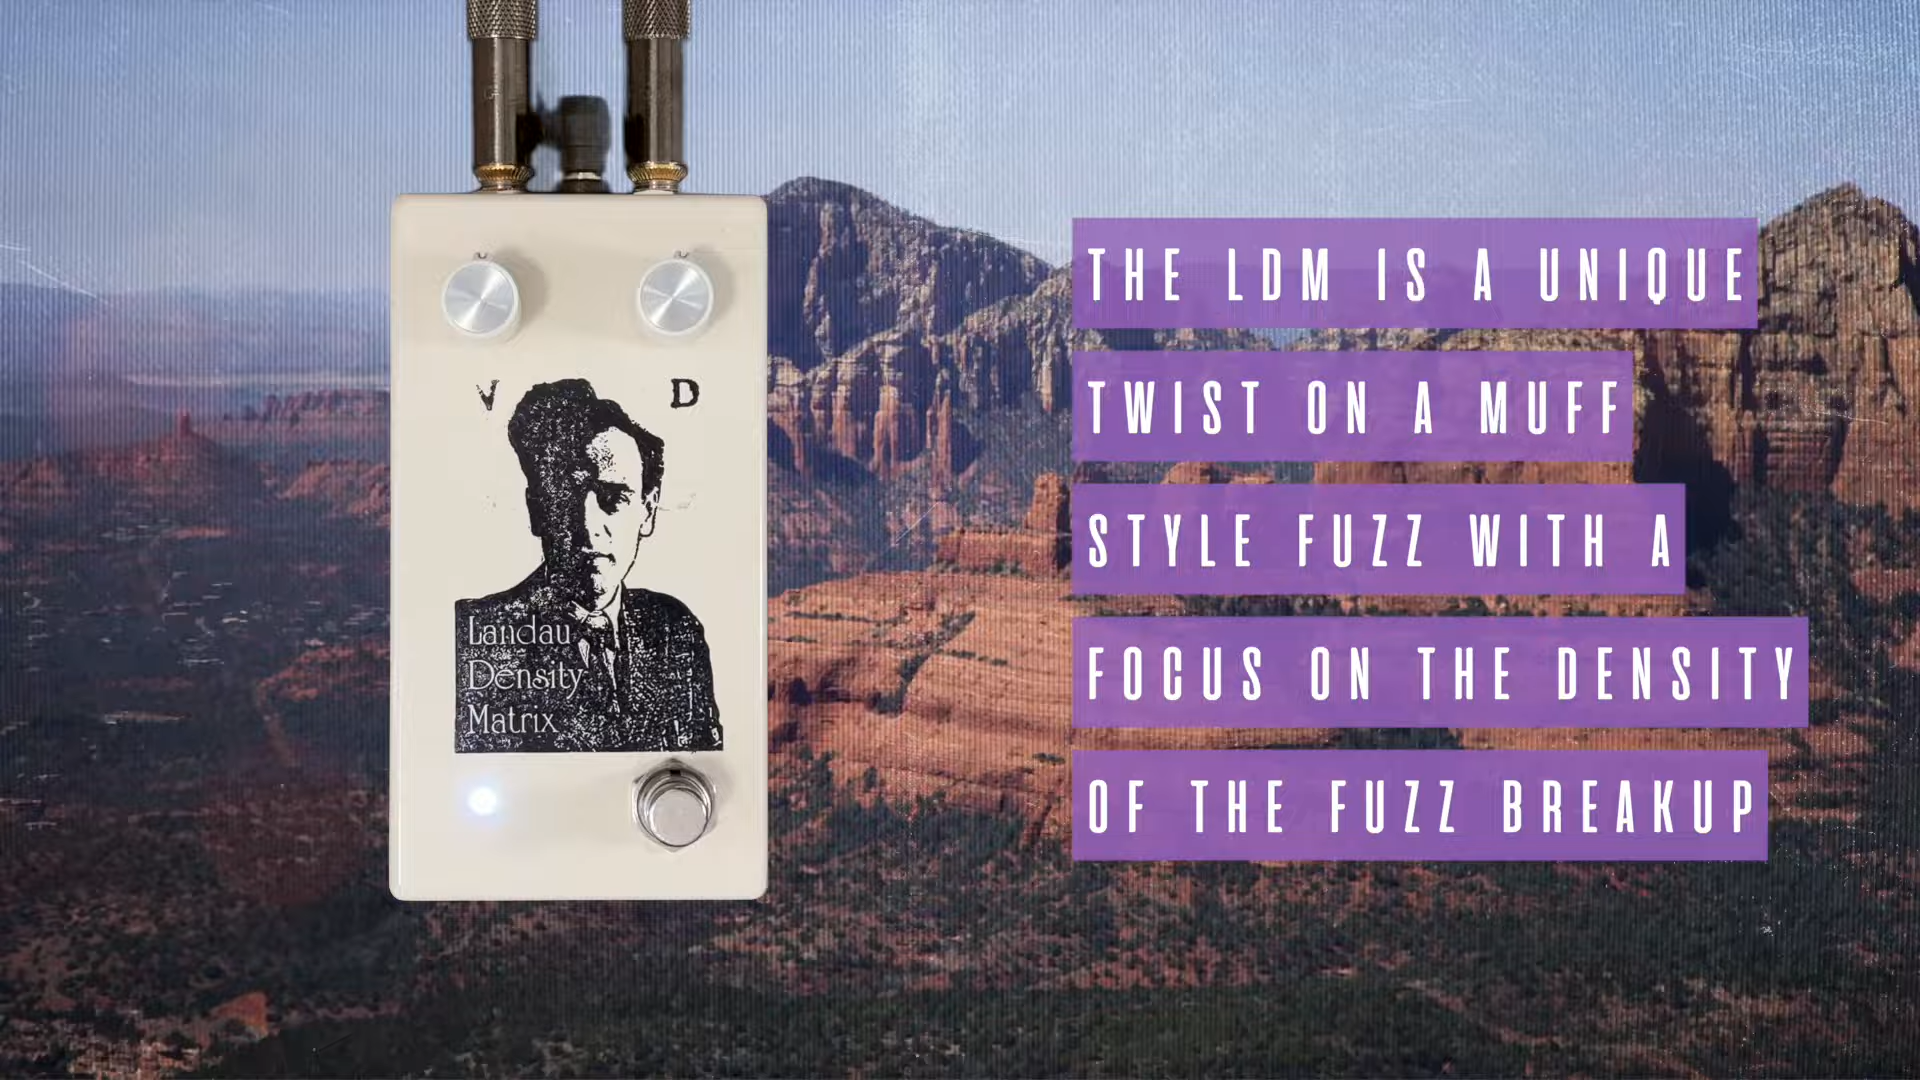 V D
Landau
Density
Matrix
THE LDM IS A UNIQUE
TWIST ON A MUFF
STYLE FUZZ WITH A
FOCUS ON THE DENSITY
OF THE FUZZ BREAKUP